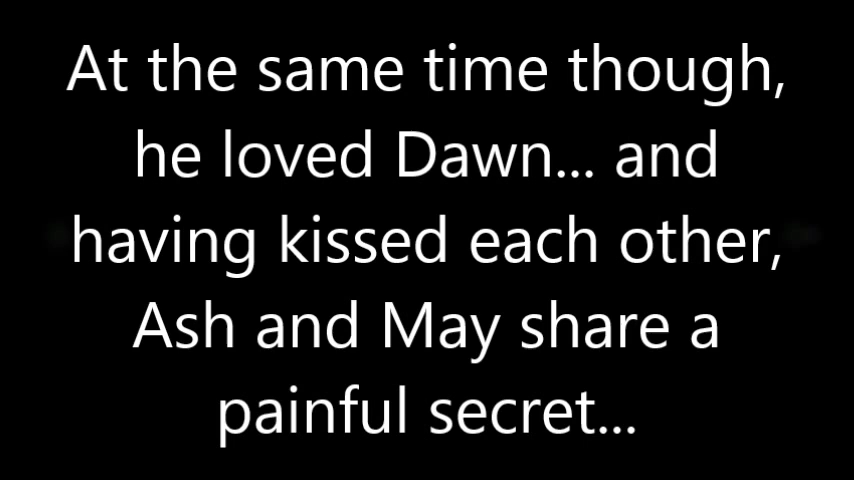 At the same time though,
he loved Dawn... and
having kissed each other,
Ash and May share a
painful secret...